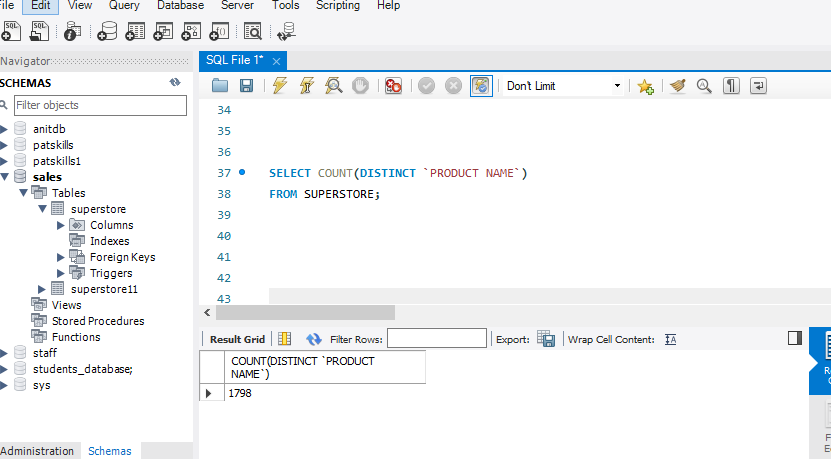 File Edit View Query Database Server Tools Scripting Help
Navigator
SCHEMAS
Filter objects
anitdb
patskills
patskills1
sales
Tables
superstore
Columns
Indexes
Foreign Keys
Triggers
superstore11
Views
Stored Procedures
Functions
staff
students_database;
sys
Administration Schemas
SQL File 1*
Don't Limit
34
35
36
37 SELECT COUNT(DISTINCT `PRODUCT NAME`)
38 FROM SUPERSTORE;
39
40
41
42
43
Result Grid Filter Rows: Export: Wrap Cell Content:
COUNT(DISTINCT `PRODUCT
NAME`)
1798